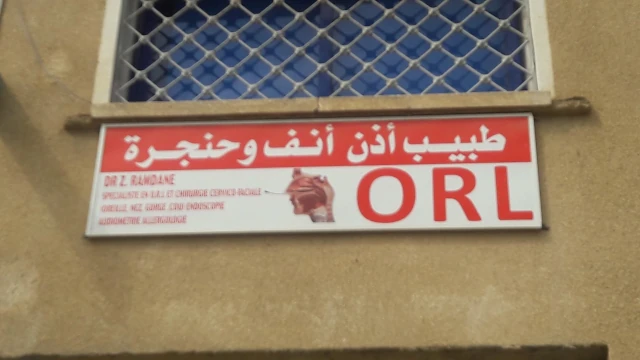 طبيب أذن أنف وحنجرة
DR Z. RAMDANE
SPECIALISTE EN O.R.L ET CHIRURGIE CERVICO-FACIALE
OREILLE, NEZ, GORGE, COU ENDOSCOPIE
AUDIOMETRIE ALLERGOLOGIE
ORL